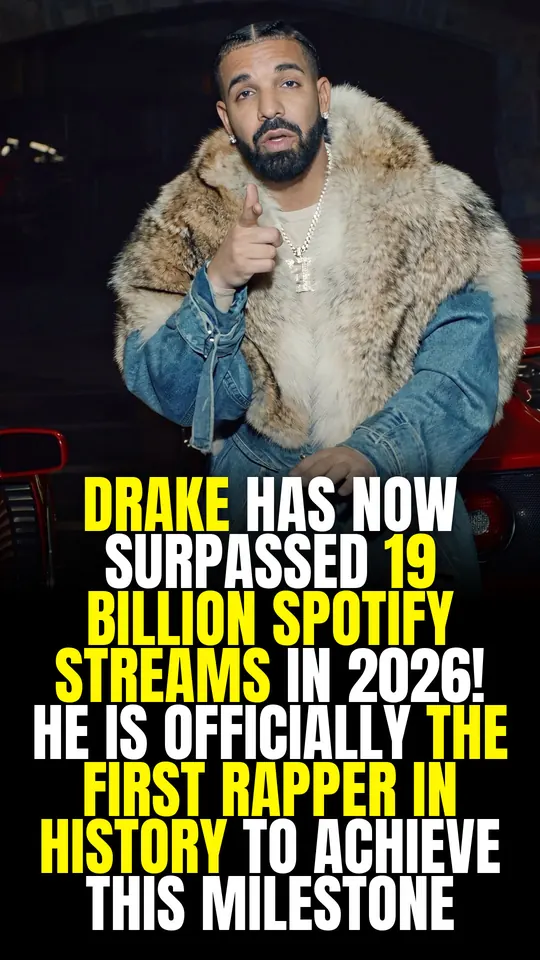 DRAKE HAS NOW
SURPASSED 19
BILLION SPOTIFY
STREAMS IN 2026!
HE IS OFFICIALLY THE
FIRST RAPPER IN
HISTORY TO ACHIEVE
THIS MILESTONE